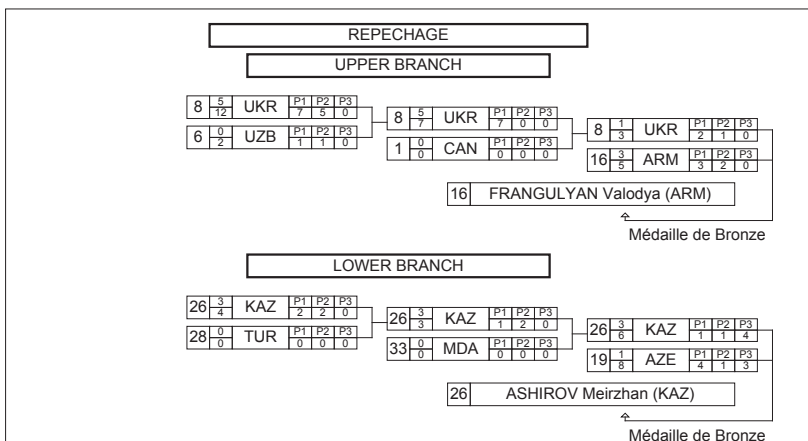 REPECHAGE
UPPER BRANCH
8 5 12 UKR P1 P2 P3 7 5 0
6 0 2 UZB P1 P2 P3 1 1 0
8 5 7 UKR P1 P2 P3 7 0 0
1 0 0 CAN P1 P2 P3 0 0 0
8 1 3 UKR P1 P2 P3 2 1 0
16 3 5 ARM P1 P2 P3 3 2 0
16 FRANGULYAN Valodya (ARM)
Médaille de Bronze
LOWER BRANCH
26 3 4 KAZ P1 P2 P3 2 2 0
28 0 0 TUR P1 P2 P3 0 0 0
26 3 3 KAZ P1 P2 P3 1 2 0
33 0 0 MDA P1 P2 P3 0 0 0
26 3 6 KAZ P1 P2 P3 1 1 4
19 1 8 AZE P1 P2 P3 4 1 3
26 ASHIROV Meirzhan (KAZ)
Médaille de Bronze